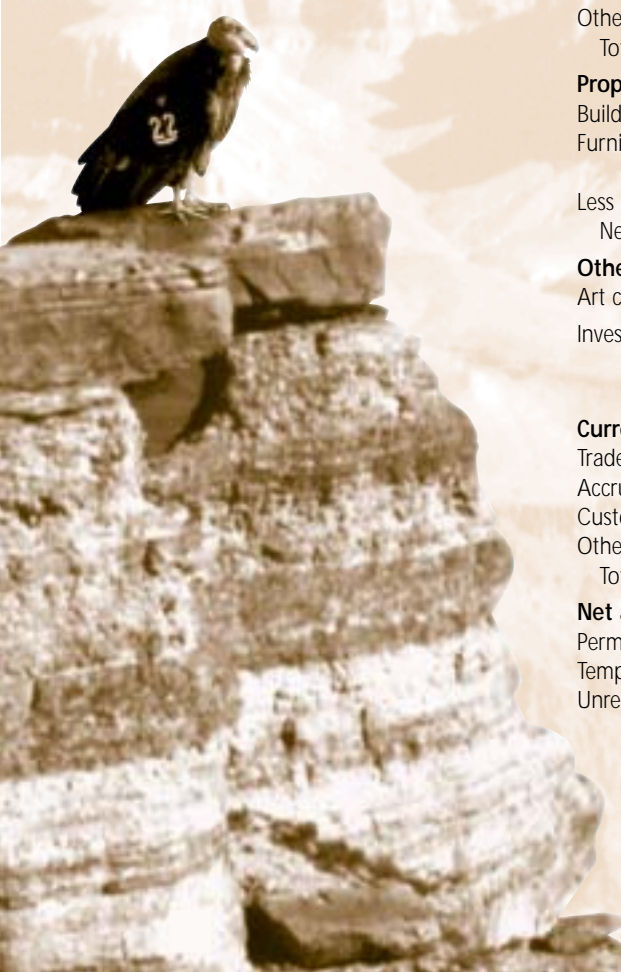 22
Othe
To
Prop
Build
Furni
Less
Ne
Othe
Art c
Inves
Curre
Trade
Accru
Custo
Othe
To
Net a
Perm
Temp
Unre